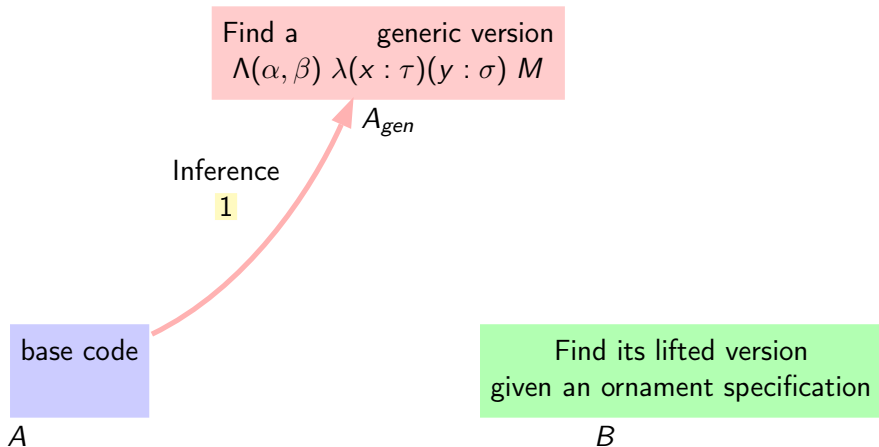 Find a generic version
Λ(α, β) λ(x : τ)(y : σ) M
A_gen
Inference
1
base code
Find its lifted version
given an ornament specification
A
B